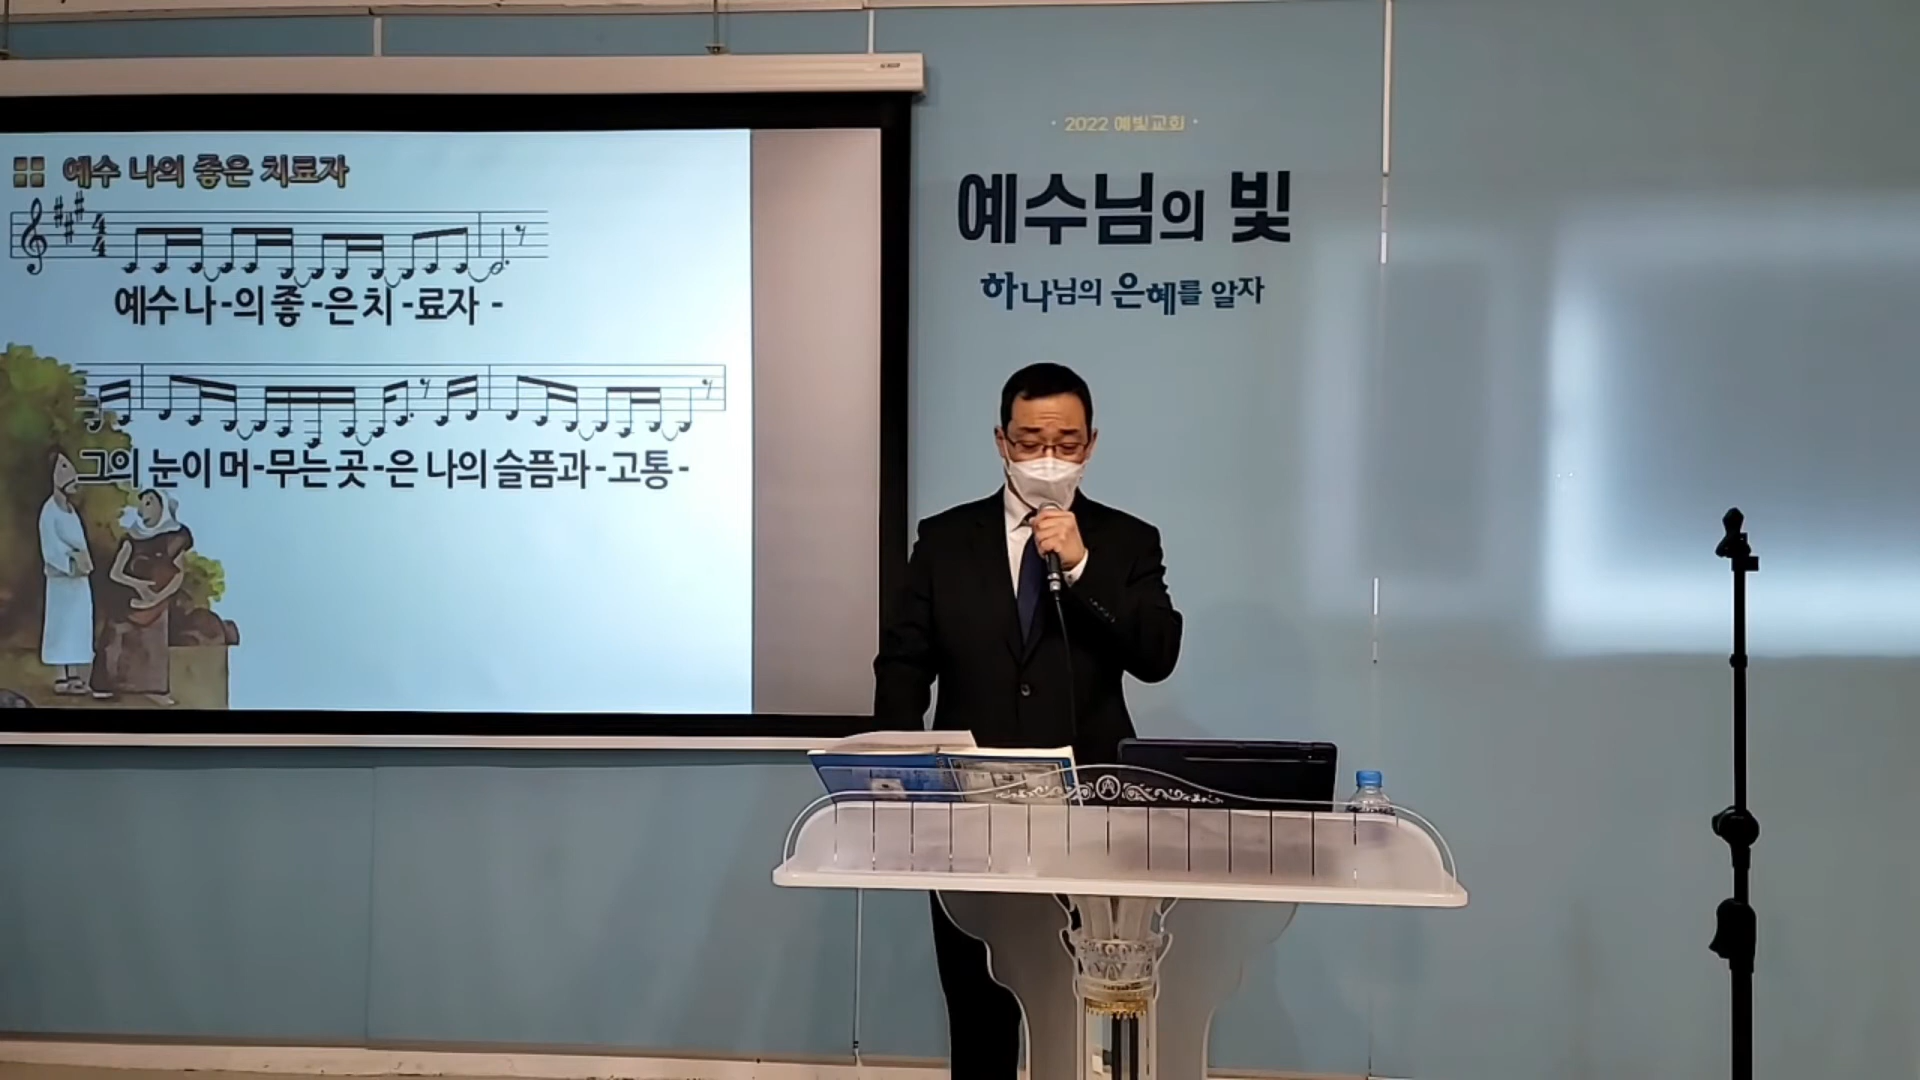 예수 나의 좋은 치료자
예수 나-의 좋-은 치-료자-
그의 눈이 머-무는 곳-은 나의 슬픔과-고통-
· 2022 예빛교회 ·
예수님의 빛
하나님의 은혜를 알자